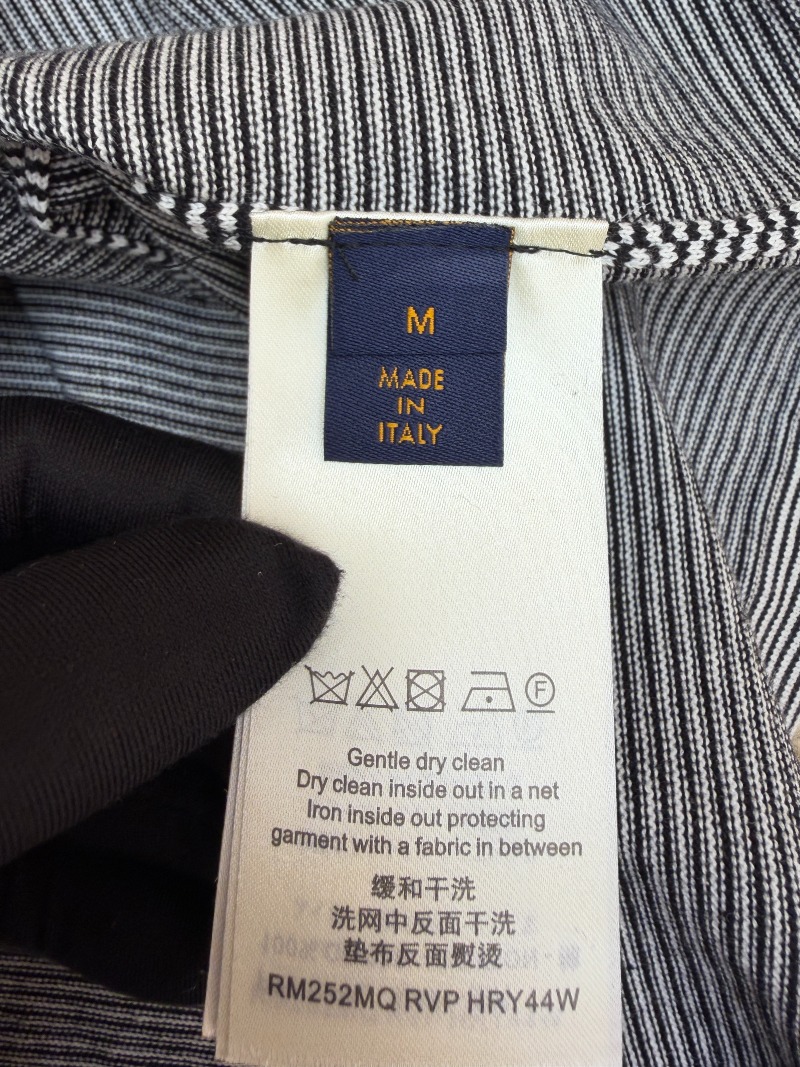 M
MADE
IN
ITALY
F
Gentle dry clean
Dry clean inside out in a net
Iron inside out protecting
garment with a fabric in between
缓和干洗
洗网中反面干洗
垫布反面熨烫
RM252MQ RVP HRY44W